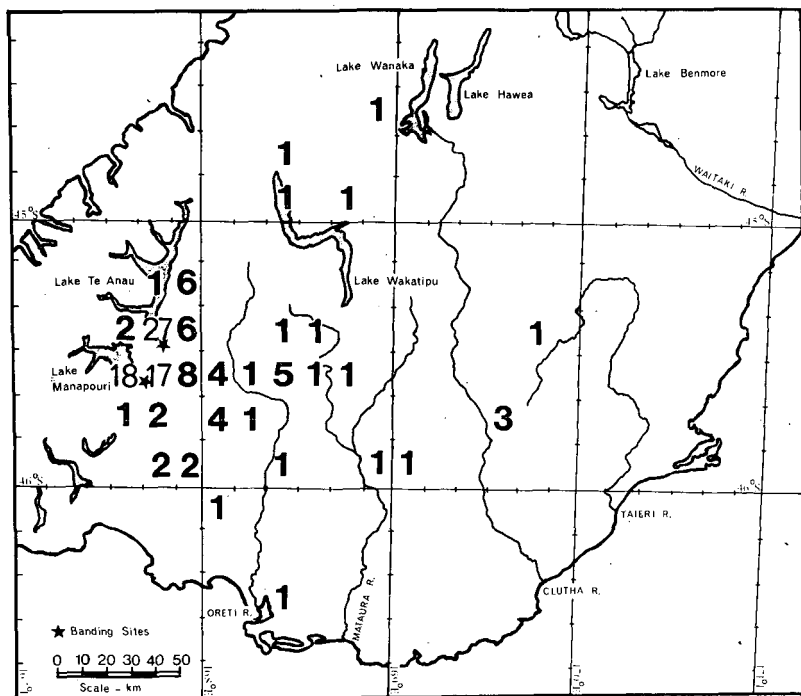 Lake Wanaka
Lake Hawea
Lake Benmore
1
WAITAKI R.
1
1 1
45°S
45°S
Lake Te Anau
1 6
Lake Wakatipu
2 27 6
1 1
1
Lake Manapouri
18 17 8 4 1 5 1 1
1 2 4 1
3
2 2
1
1 1
46°S
46°S
1
TAIERI R.
1
ORETI R.
MATAURA R.
CLUTHA R.
★ Banding Sites
0 10 20 30 40 50
Scale - km